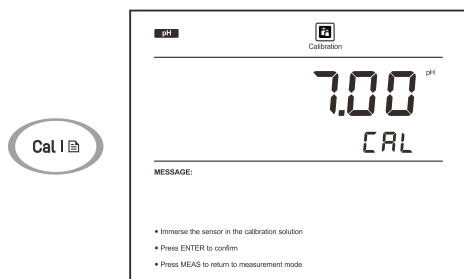 pH
Calibration
7.00 pH
CAL
Cal |
MESSAGE:
• Immerse the sensor in the calibration solution
• Press ENTER to confirm
• Press MEAS to return to measurement mode